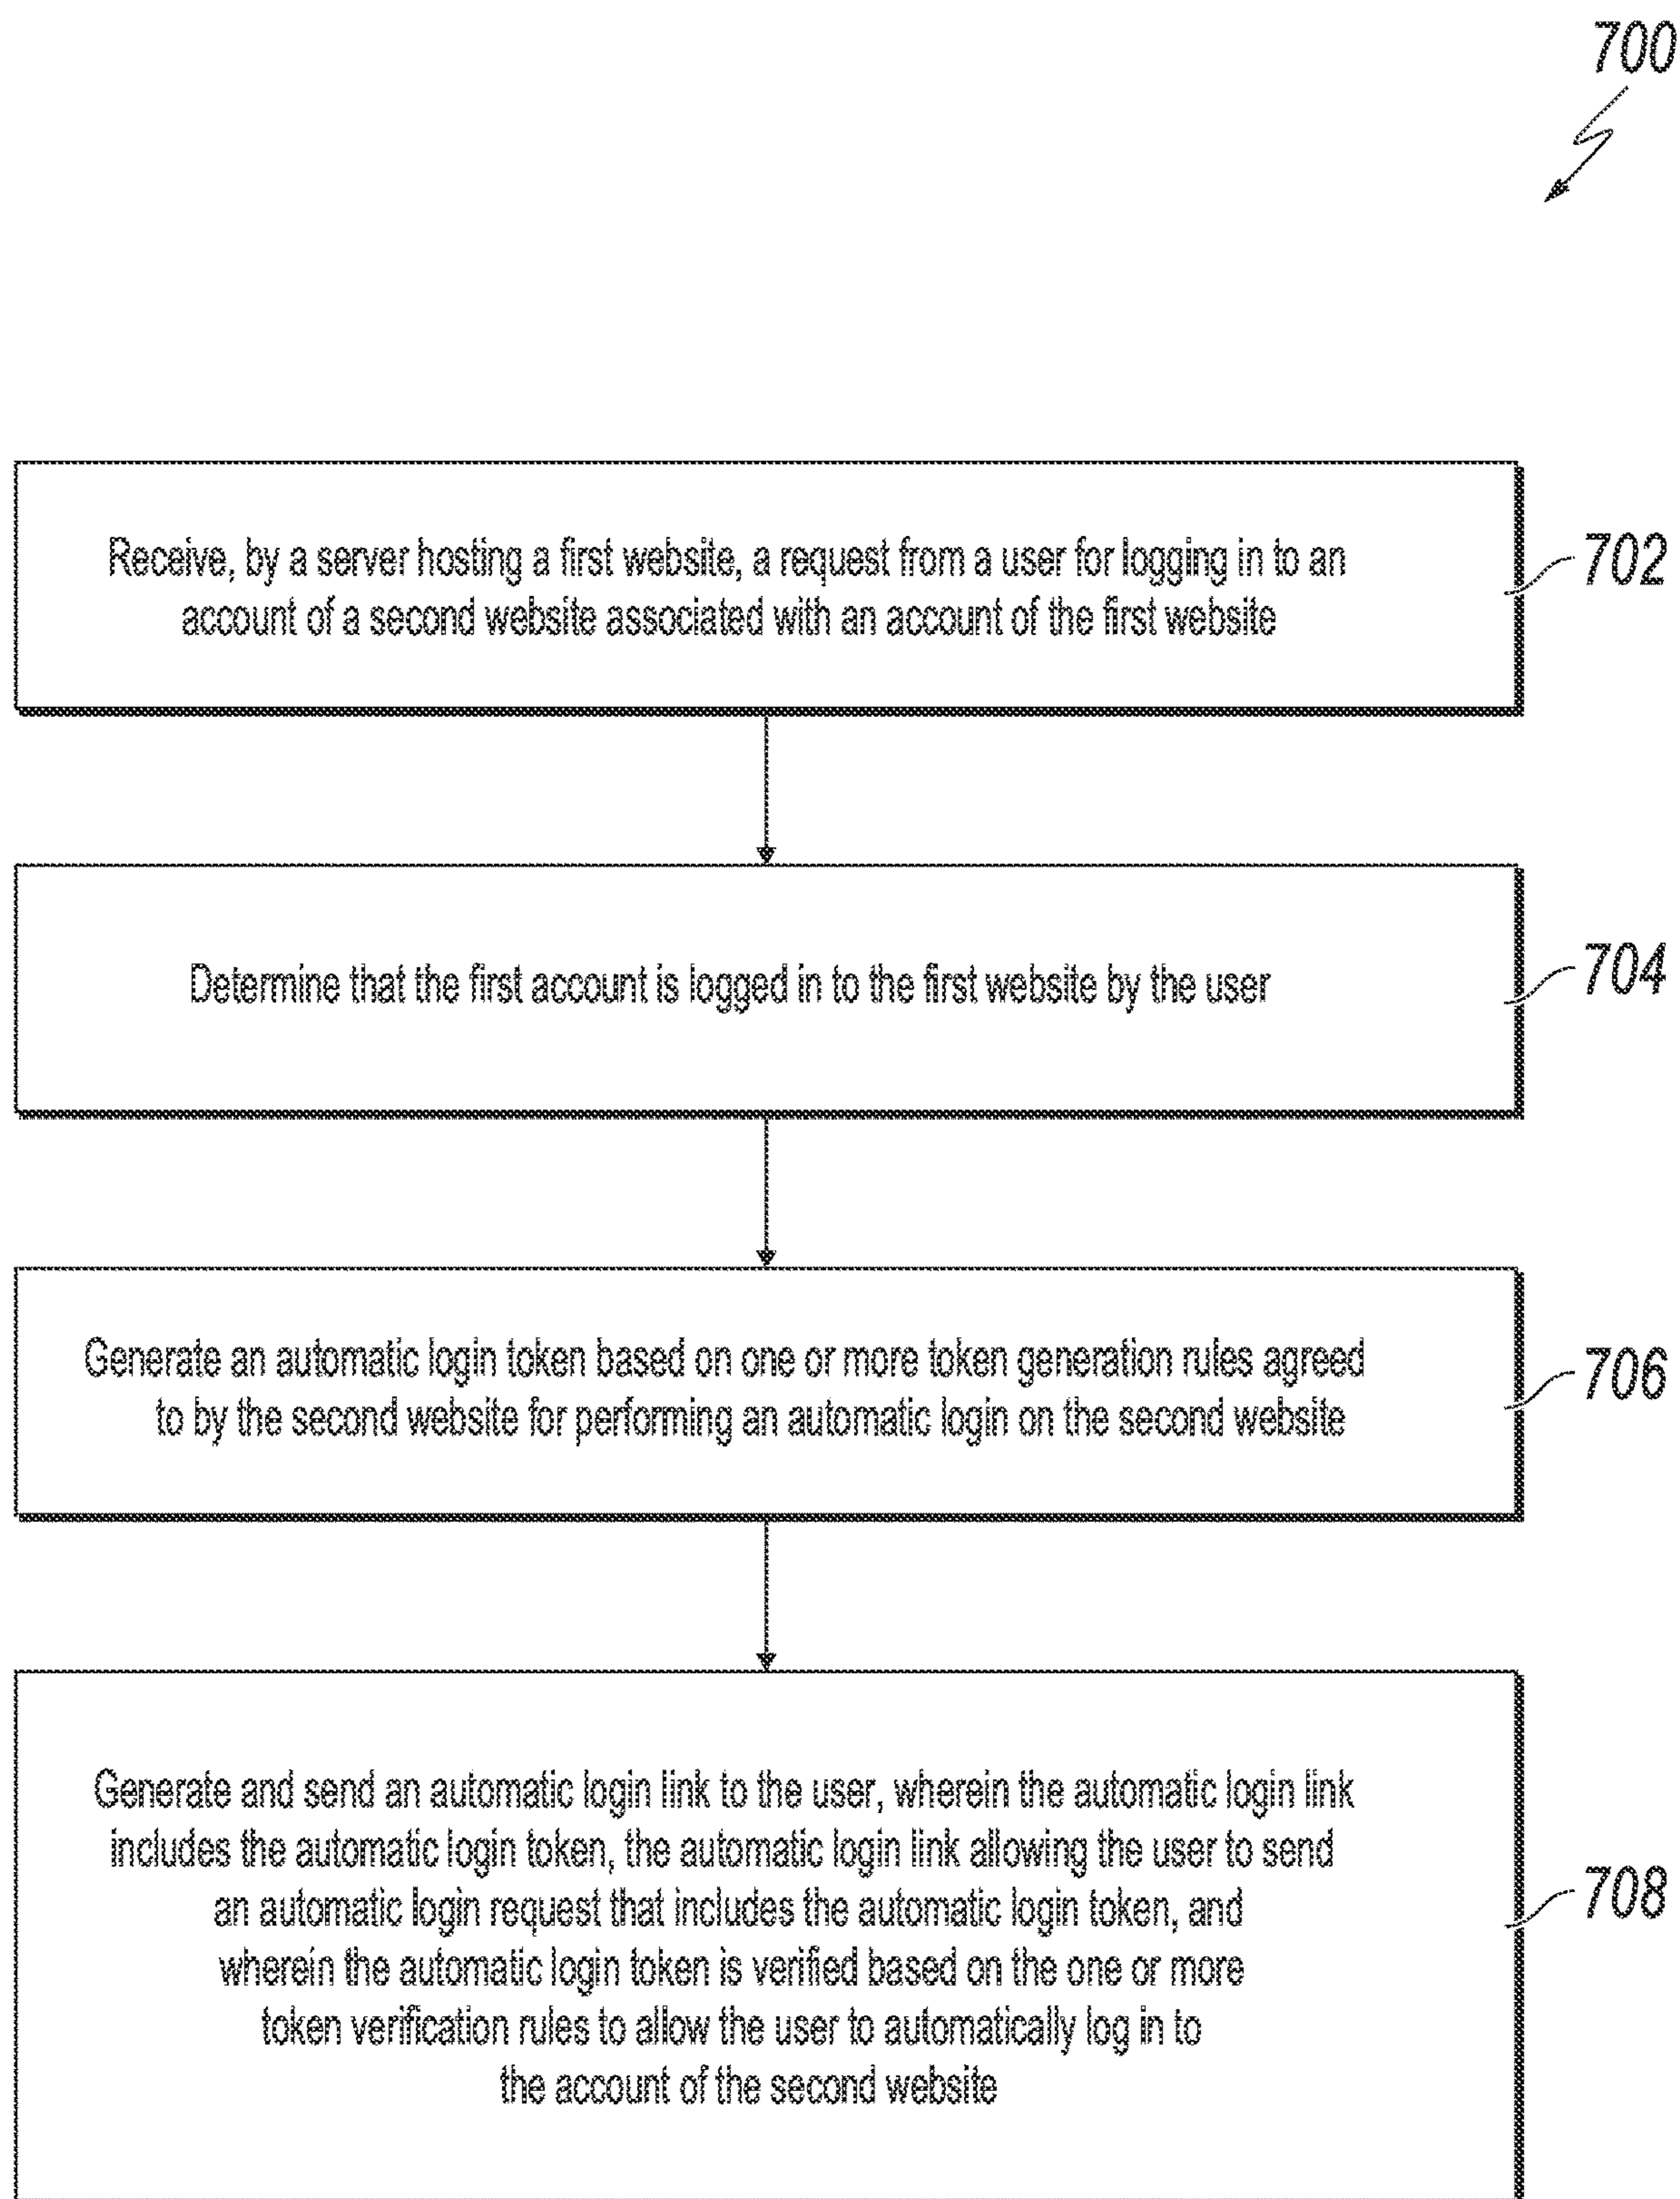 700
Receive, by a server hosting a first website, a request from a user for logging in to an
account of a second website associated with an account of the first website
702
Determine that the first account is logged in to the first website by the user
704
Generate an automatic login token based on one or more token generation rules agreed
to by the second website for performing an automatic login on the second website
706
Generate and send an automatic login link to the user, wherein the automatic login link
includes the automatic login token, the automatic login link allowing the user to send
an automatic login request that includes the automatic login token, and
wherein the automatic login token is verified based on the one or more
token verification rules to allow the user to automatically log in to
the account of the second website
708